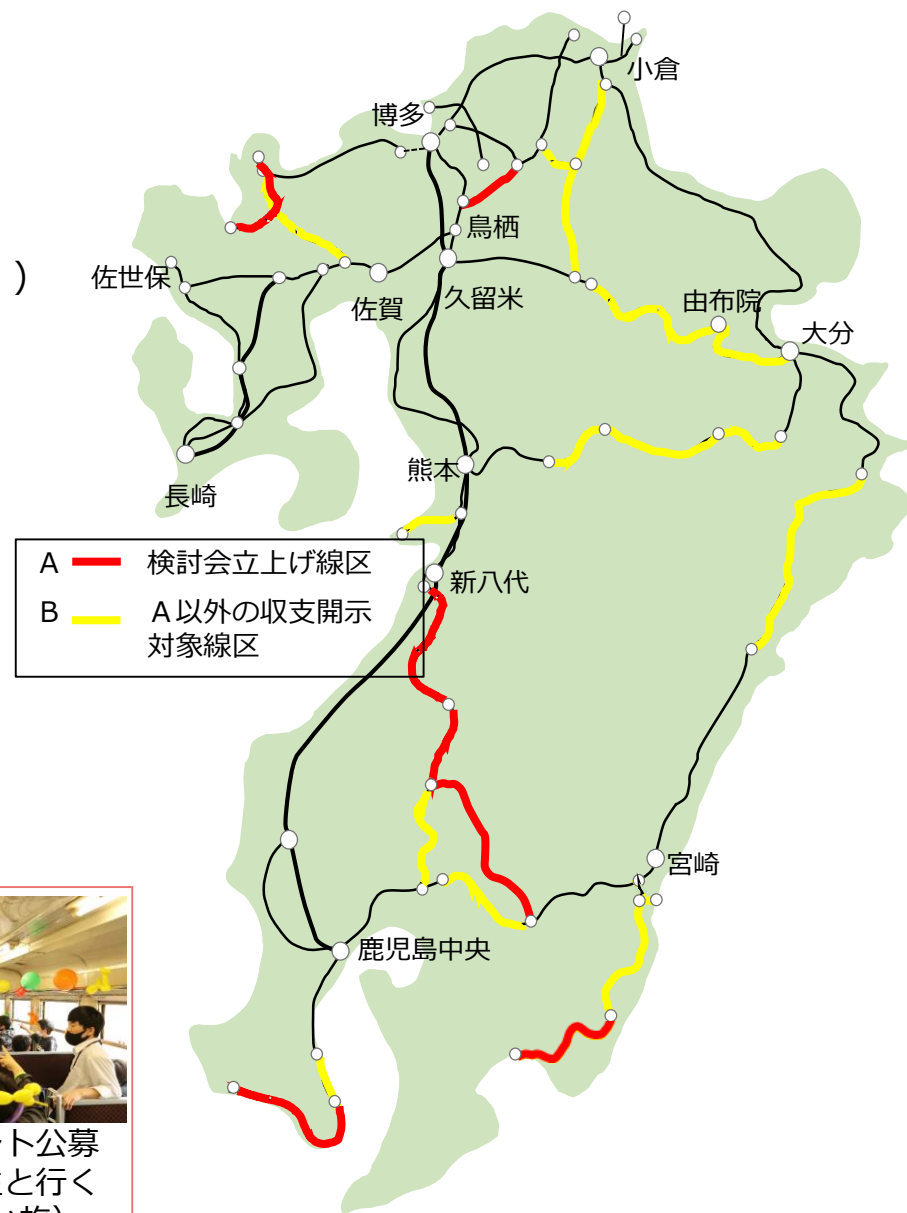 小倉
博多
鳥栖
)
佐世保
佐賀
久留米
由布院
大分
熊本
長崎
A 検討会立上げ線区
B A以外の収支開示
対象線区
新八代
宮崎
鹿児島中央
ト公募
と行く